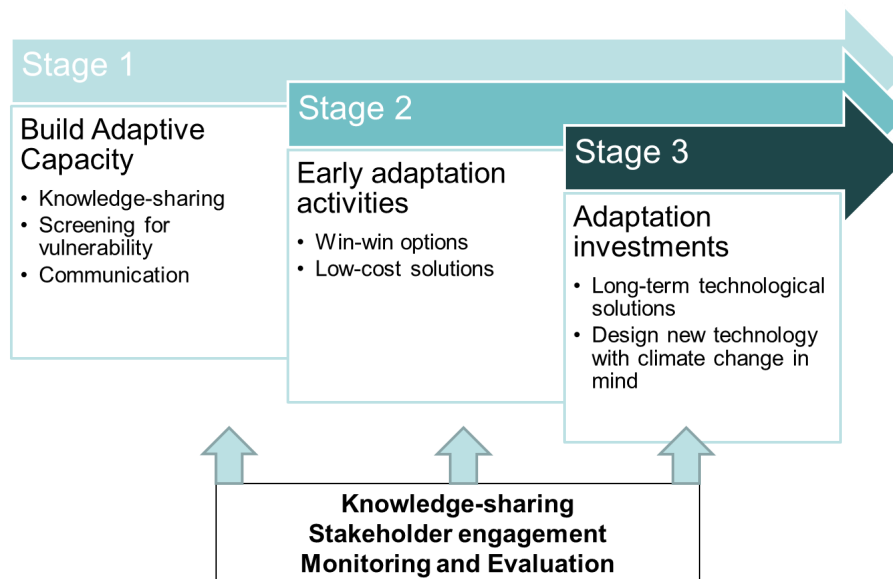 Stage 1
Build Adaptive
Capacity
• Knowledge-sharing
• Screening for
vulnerability
• Communication
Stage 2
Early adaptation
activities
• Win-win options
• Low-cost solutions
Stage 3
Adaptation
investments
• Long-term technological
solutions
• Design new technology
with climate change in
mind
Knowledge-sharing
Stakeholder engagement
Monitoring and Evaluation